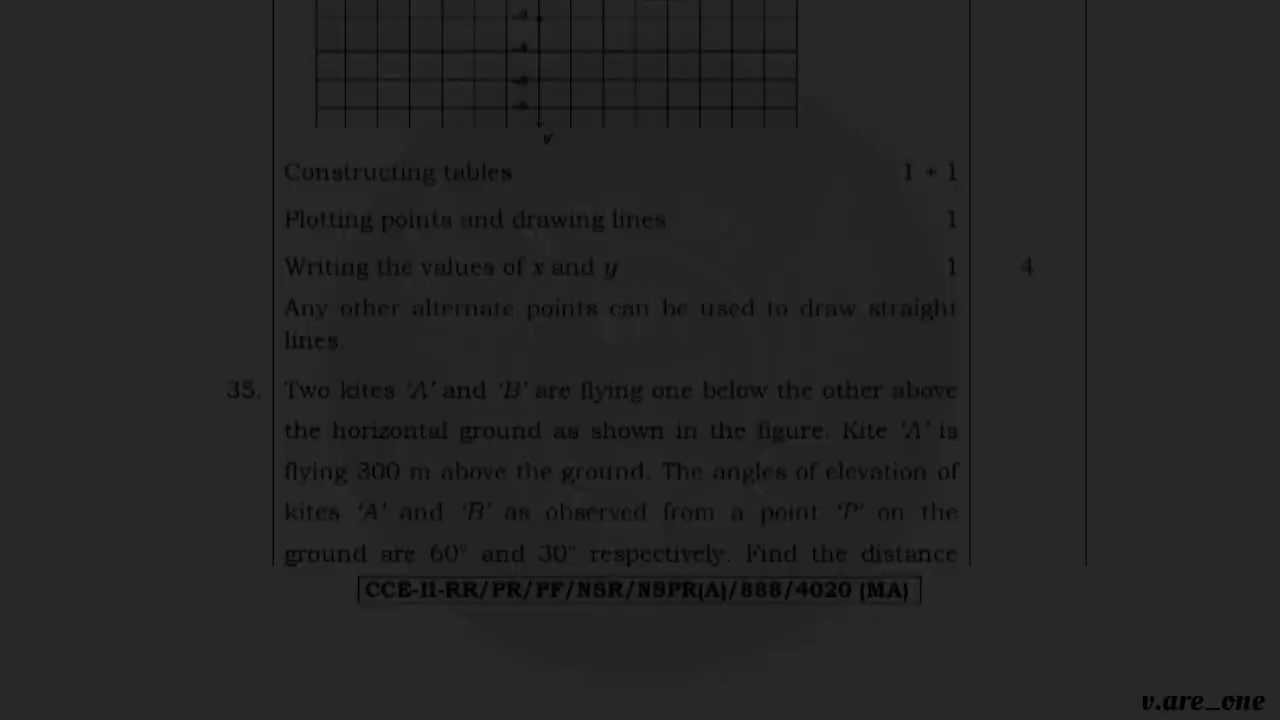 Constructing tables 1 + 1
Plotting points and drawing lines 1
Writing the values of x and y 1 4
Any other alternate points can be used to draw straight
lines.
35. Two kites ‘A’ and ‘B’ are flying one below the other above
the horizontal ground as shown in the figure. Kite ‘A’ is
flying 300 m above the ground. The angles of elevation of
kites ‘A’ and ‘B’ as observed from a point ‘P’ on the
ground are 60° and 30° respectively. Find the distance
CCE-II-RR/PR/PF/NSR/NSPR(A)/888/4020 (MA)
v.are_one